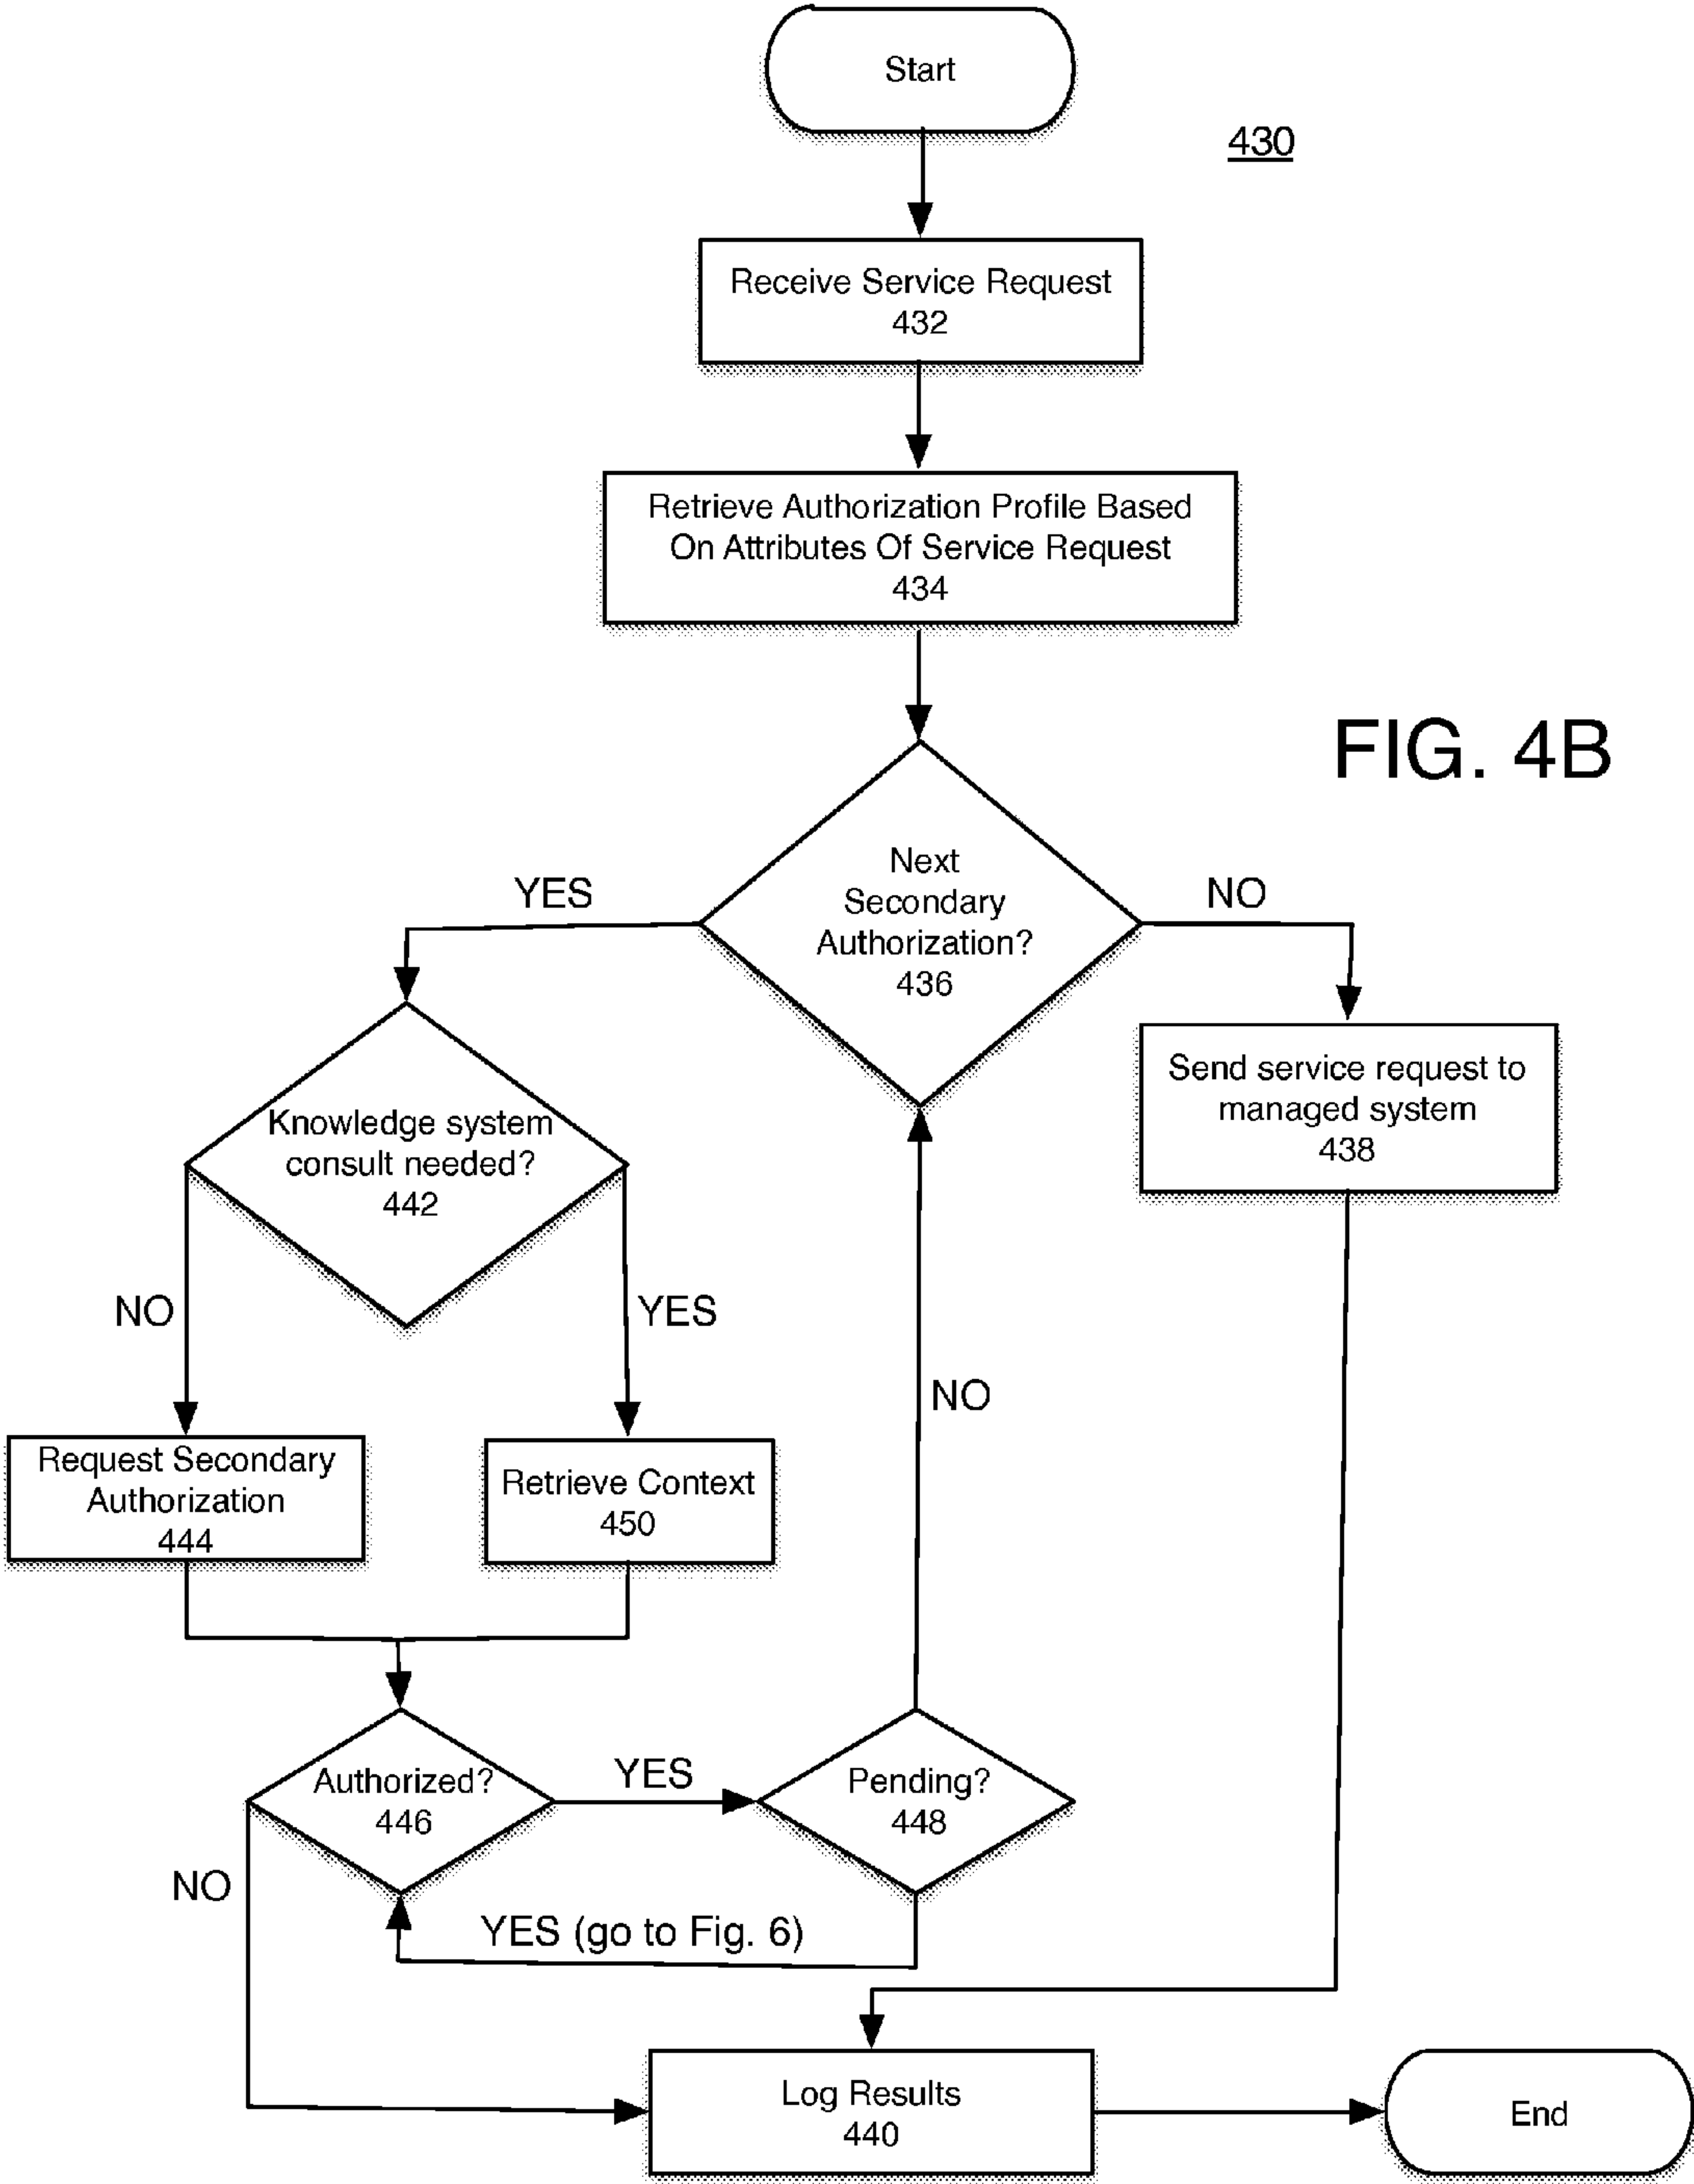 Start
430
Receive Service Request
432
Retrieve Authorization Profile Based
On Attributes Of Service Request
434
FIG. 4B
Next
Secondary
Authorization?
436
YES
NO
Knowledge system
consult needed?
442
Send service request to
managed system
438
NO
YES
NO
Request Secondary
Authorization
444
Retrieve Context
450
Authorized?
446
YES
Pending?
448
NO
YES (go to Fig. 6)
Log Results
440
End